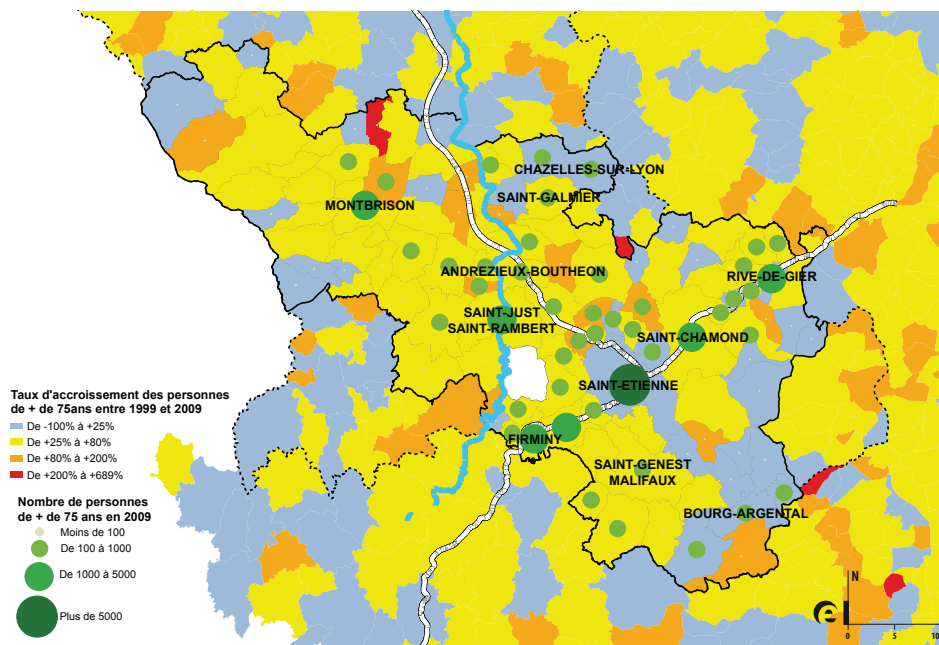 CHAZELLES-SUR-LYON
SAINT-GALMIER
MONTBRISON
ANDREZIEUX-BOUTHEON
RIVE-DE-GIER
SAINT-JUST
SAINT-RAMBERT
SAINT-CHAMOND
SAINT-ETIENNE
FIRMINY
SAINT-GENEST
MALIFAUX
BOURG-ARGENTAL
Taux d'accroissement des personnes
de + de 75ans entre 1999 et 2009
De -100% à +25%
De +25% à +80%
De +80% à +200%
De +200% à +689%
Nombre de personnes
de + de 75 ans en 2009
Moins de 100
De 100 à 1000
De 1000 à 5000
Plus de 5000
N
0 5 10